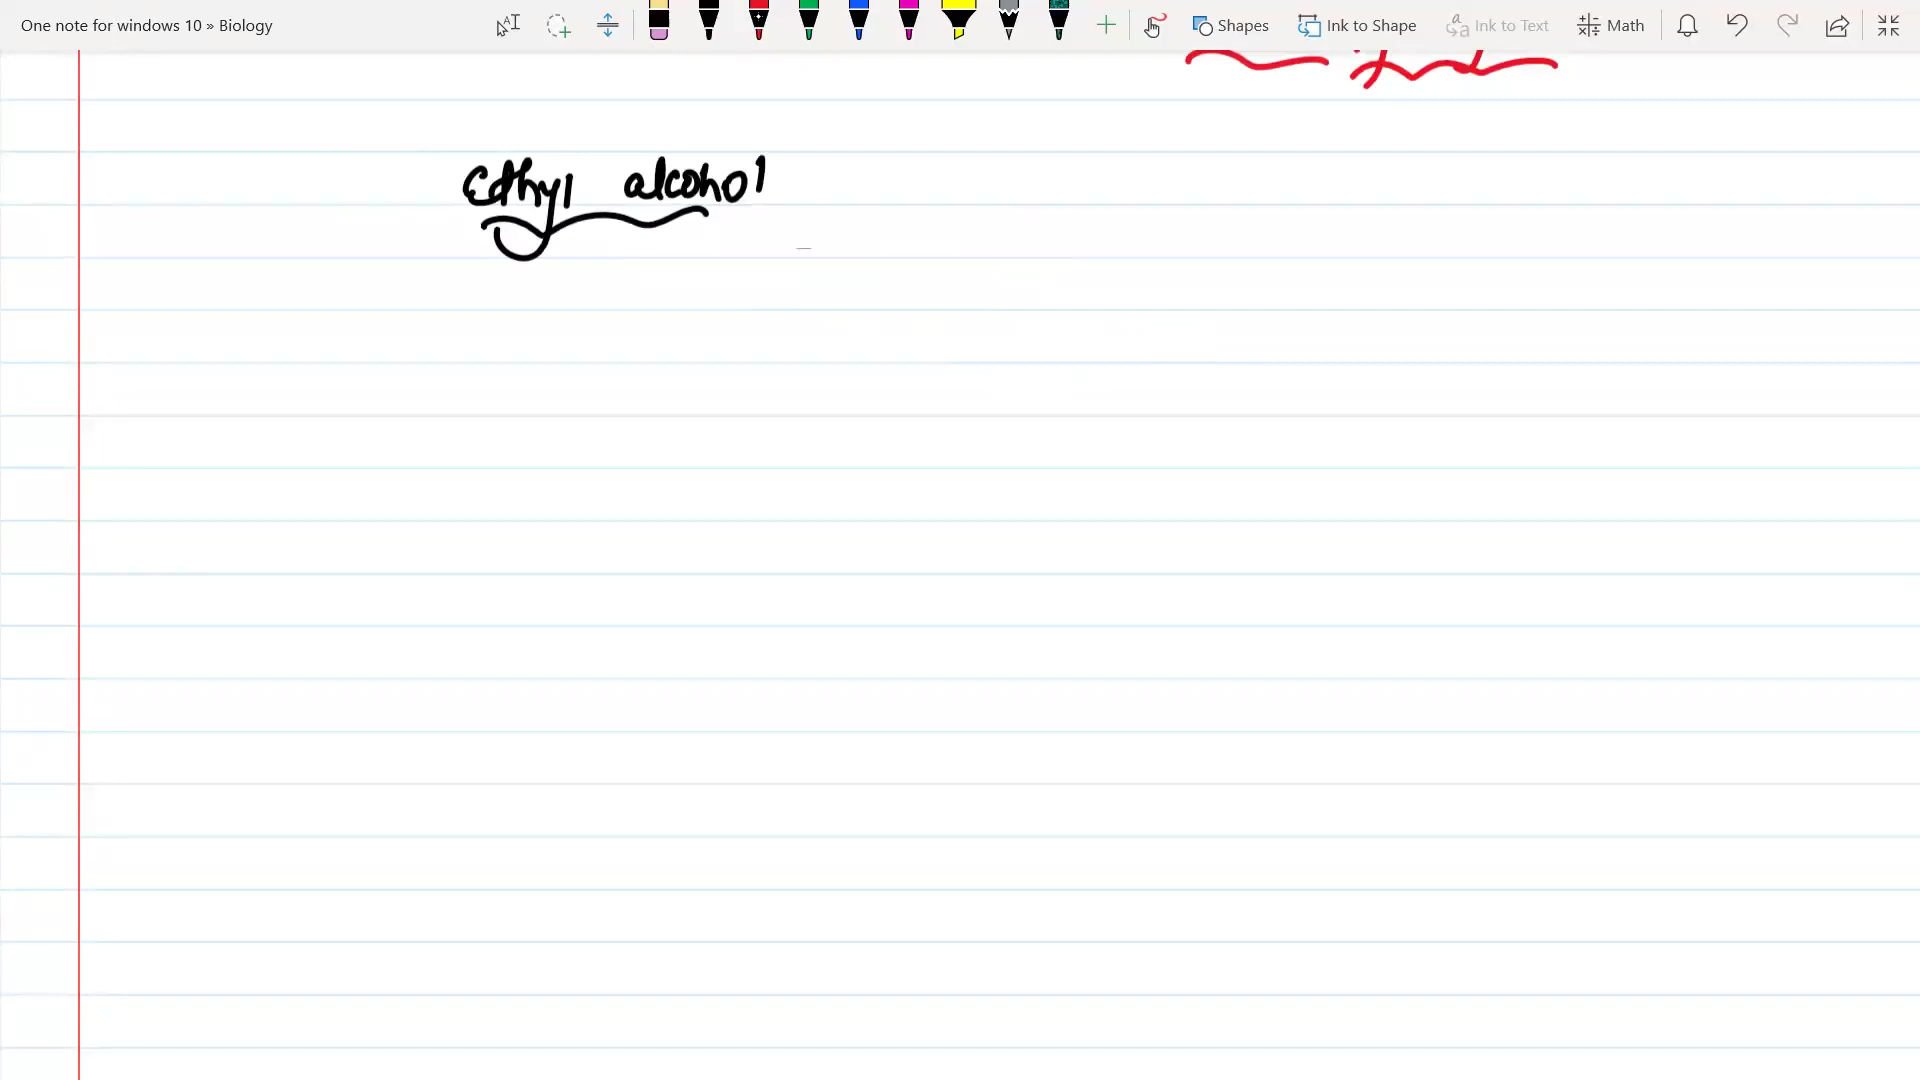 One note for windows 10 » Biology
Shapes
Ink to Shape
Ink to Text
Math
Ethyl alcohol